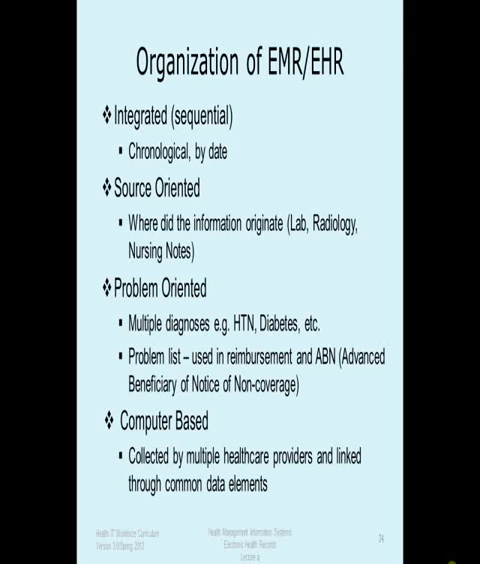 Organization of EMR/EHR
❖Integrated (sequential)
▪ Chronological, by date
❖Source Oriented
▪ Where did the information originate (Lab, Radiology,
Nursing Notes)
❖Problem Oriented
▪ Multiple diagnoses e.g. HTN, Diabetes, etc.
▪ Problem list – used in reimbursement and ABN (Advanced
Beneficiary of Notice of Non-coverage)
❖ Computer Based
▪ Collected by multiple healthcare providers and linked
through common data elements
Health IT Workforce Curriculum
Version 3.0/Spring 2012
Health Management Information Systems
Electronic Health Records
Lecture a
24